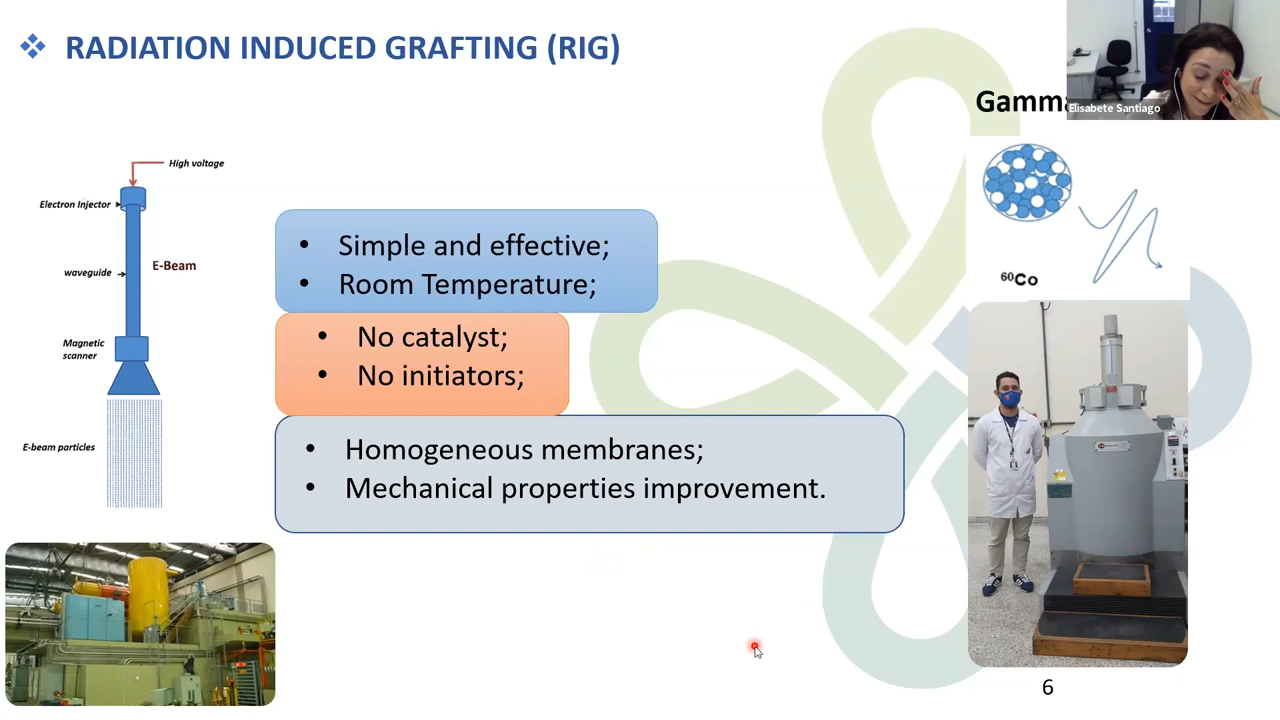 RADIATION INDUCED GRAFTING (RIG)
Gamma
Elisabete Santiago
High voltage
Electron Injector
waveguide
E-Beam
Magnetic
scanner
E-beam particles
• Simple and effective;
• Room Temperature;
• No catalyst;
• No initiators;
• Homogeneous membranes;
• Mechanical properties improvement.
⁶⁰Co
6